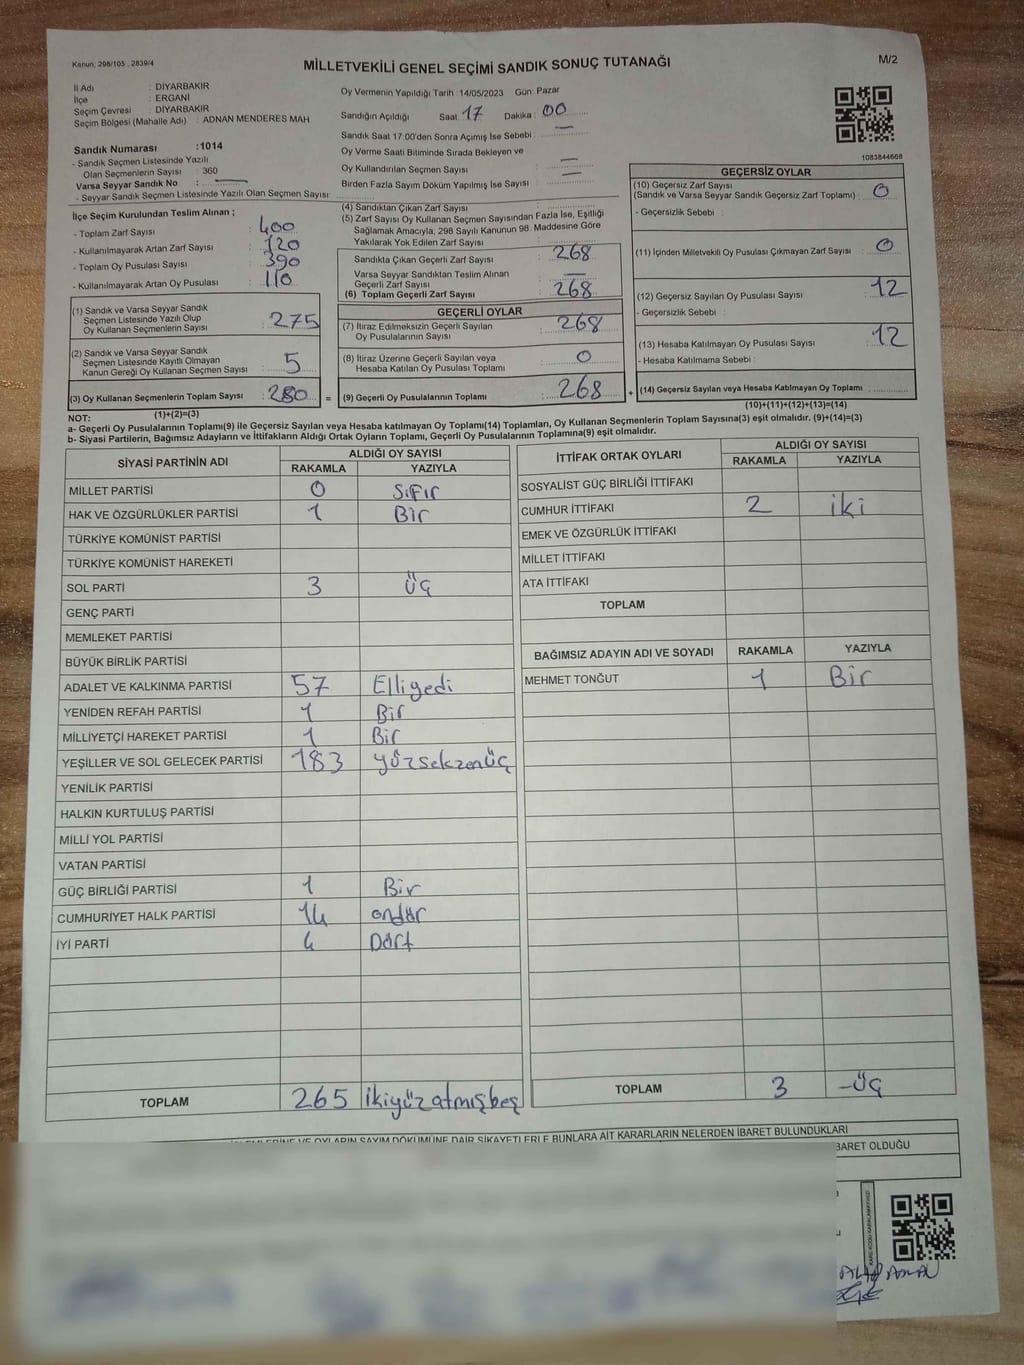 Kanun: 298/105 , 2839/4
MİLLETVEKİLİ GENEL SEÇİMİ SANDIK SONUÇ TUTANAĞI
M/2
İl Adı : DİYARBAKIR
İlçe : ERGANİ
Seçim Çevresi : DİYARBAKIR
Seçim Bölgesi (Mahalle Adı) : ADNAN MENDERES MAH
Sandık Numarası :1014
- Sandık Seçmen Listesinde Yazılı
Olan Seçmenlerin Sayısı : 360
Varsa Seyyar Sandık No : —
- Seyyar Sandık Seçmen Listesinde Yazılı Olan Seçmen Sayısı :
Oy Vermenin Yapıldığı Tarih :14/05/2023 Gün: Pazar
Sandığın Açıldığı Saat: 17 Dakika: 00
Sandık Saat 17:00'den Sonra Açımış İse Sebebi : —
Oy Verme Saati Bitiminde Sırada Bekleyen ve
Oy Kullandırılan Seçmen Sayısı : —
Birden Fazla Sayım Döküm Yapılmış İse Sayısı : —
1083844668
İlçe Seçim Kurulundan Teslim Alınan ;
- Toplam Zarf Sayısı : 400
- Kullanılmayarak Artan Zarf Sayısı : 120
- Toplam Oy Pusulası Sayısı : 390
- Kullanılmayarak Artan Oy Pusulası : 110
(1) Sandık ve Varsa Seyyar Sandık
Seçmen Listesinde Yazılı Olup
Oy Kullanan Seçmenlerin Sayısı : 275
(2) Sandık ve Varsa Seyyar Sandık
Seçmen Listesinde Kayıtlı Olmayan
Kanun Gereği Oy Kullanan Seçmen Sayısı : 5
(3) Oy Kullanan Seçmenlerin Toplam Sayısı : 280
(4) Sandıktan Çıkan Zarf Sayısı :
(5) Zarf Sayısı Oy Kullanan Seçmen Sayısından Fazla İse, Eşitliği
Sağlamak Amacıyla, 298 Sayılı Kanunun 98. Maddesine Göre
Yakılarak Yok Edilen Zarf Sayısı :
Sandıkta Çıkan Geçerli Zarf Sayısı : 268
Varsa Seyyar Sandıktan Teslim Alınan
Geçerli Zarf Sayısı : —
(6) Toplam Geçerli Zarf Sayısı : 268
GEÇERLİ OYLAR
(7) İtiraz Edilmeksizin Geçerli Sayılan
Oy Pusulalarının Sayısı : 268
(8) İtiraz Üzerine Geçerli Sayılan veya
Hesaba Katılan Oy Pusulası Toplamı : 0
= (9) Geçerli Oy Pusulalarının Toplamı : 268
GEÇERSİZ OYLAR
(10) Geçersiz Zarf Sayısı
(Sandık ve Varsa Seyyar Sandık Geçersiz Zarf Toplamı) : 0
- Geçersizlik Sebebi :
(11) İçinden Milletvekili Oy Pusulası Çıkmayan Zarf Sayısı : 0
(12) Geçersiz Sayılan Oy Pusulası Sayısı : 12
- Geçersizlik Sebebi :
(13) Hesaba Katılmayan Oy Pusulası Sayısı : 12
- Hesaba Katılmama Sebebi :
+ (14) Geçersiz Sayılan veya Hesaba Katılmayan Oy Toplamı :
NOT: (1)+(2)=(3)
(10)+(11)+(12)+(13)=(14)
a- Geçerli Oy Pusulalarının Toplamı(9) ile Geçersiz Sayılan veya Hesaba katılmayan Oy Toplamı(14) Toplamları, Oy Kullanan Seçmenlerin Toplam Sayısına(3) eşit olmalıdır. (9)+(14)=(3)
b- Siyasi Partilerin, Bağımsız Adayların ve İttifakların Aldığı Ortak Oyların Toplamı, Geçerli Oy Pusulalarının Toplamına(9) eşit olmalıdır.
SİYASİ PARTİNİN ADI ALDIĞI OY SAYISI
RAKAMLA YAZIYLA
MİLLET PARTİSİ 0 Sıfır
HAK VE ÖZGÜRLÜKLER PARTİSİ 1 Bir
TÜRKİYE KOMÜNİST PARTİSİ
TÜRKİYE KOMÜNİST HAREKETİ
SOL PARTİ 3 üç
GENÇ PARTİ
MEMLEKET PARTİSİ
BÜYÜK BİRLİK PARTİSİ
ADALET VE KALKINMA PARTİSİ 57 Elliyedi
YENİDEN REFAH PARTİSİ 1 Bir
MİLLİYETÇİ HAREKET PARTİSİ 1 Bir
YEŞİLLER VE SOL GELECEK PARTİSİ 183 yüzseksenüç
YENİLİK PARTİSİ
HALKIN KURTULUŞ PARTİSİ
MİLLİ YOL PARTİSİ
VATAN PARTİSİ
GÜÇ BİRLİĞİ PARTİSİ 1 Bir
CUMHURİYET HALK PARTİSİ 14 ondör
İYİ PARTİ 4 Dört
TOPLAM 265 ikiyüzatmışbeş
İTTİFAK ORTAK OYLARI ALDIĞI OY SAYISI
RAKAMLA YAZIYLA
SOSYALİST GÜÇ BİRLİĞİ İTTİFAKI
CUMHUR İTTİFAKI 2 iki
EMEK VE ÖZGÜRLÜK İTTİFAKI
MİLLET İTTİFAKI
ATA İTTİFAKI
TOPLAM
BAĞIMSIZ ADAYIN ADI VE SOYADI RAKAMLA YAZIYLA
MEHMET TONĞUT 1 Bir
TOPLAM 3 -üç
OYLARIN SAYIM DÖKÜMÜNE DAİR ŞİKAYETLERLE BUNLARA AİT KARARLARIN NELERDEN İBARET BULUNDUKLARI
İBARET OLDUĞU